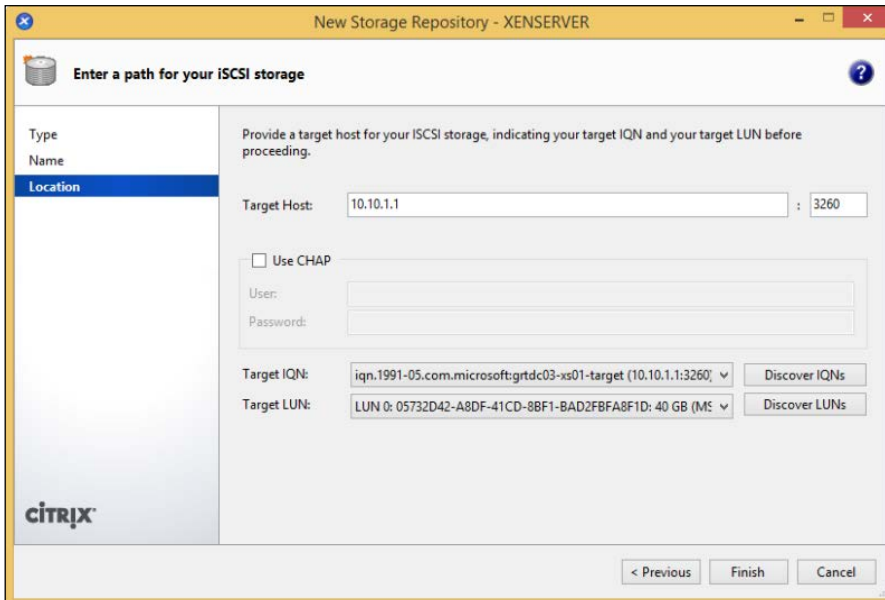 New Storage Repository - XENSERVER
Enter a path for your iSCSI storage
Type
Name
Location
Provide a target host for your iSCSI storage, indicating your target IQN and your target LUN before
proceeding.
Target Host: 10.10.1.1 : 3260
Use CHAP
User:
Password:
Target IQN: iqn.1991-05.com.microsoft:grtdc03-xs01-target (10.10.1.1:3260) Discover IQNs
Target LUN: LUN 0: 05732D42-A8DF-41CD-8BF1-BAD2FBFA8F1D: 40 GB (MS Discover LUNs
CİTRIX
< Previous Finish Cancel